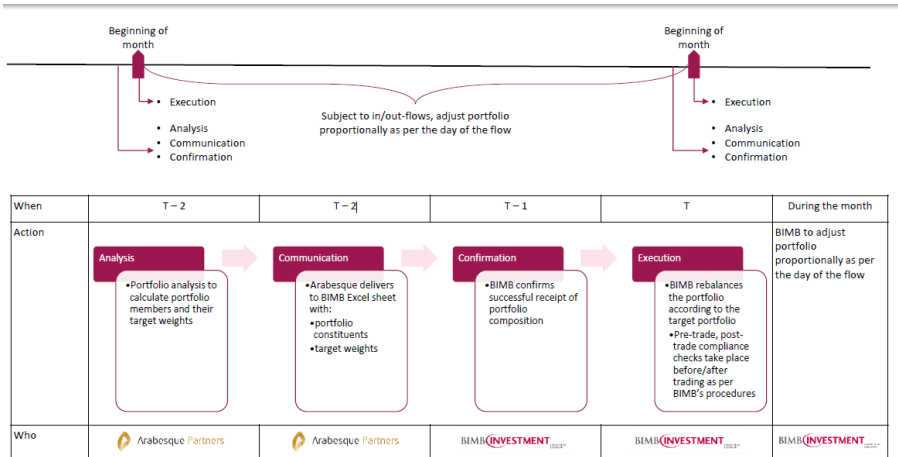 Beginning of
month
Beginning of
month
• Execution
• Analysis
• Communication
• Confirmation
Subject to in/out-flows, adjust portfolio
proportionally as per the day of the flow
• Execution
• Analysis
• Communication
• Confirmation
When
T – 2
T – 2
T – 1
T
During the month
Action
Analysis
•Portfolio analysis to
calculate portfolio
members and their
target weights
Communication
•Arabesque delivers
to BIMB Excel sheet
with:
•portfolio
constituents
•target weights
Confirmation
•BIMB confirms
successful receipt of
portfolio
composition
Execution
•BIMB rebalances
the portfolio
according to the
target portfolio
•Pre-trade, post-
trade compliance
checks take place
before/after
trading as per
BIMB's procedures
BIMB to adjust
portfolio
proportionally as per
the day of the flow
Who
Arabesque Partners
Arabesque Partners
BIMB INVESTMENT
BIMB INVESTMENT
BIMB INVESTMENT